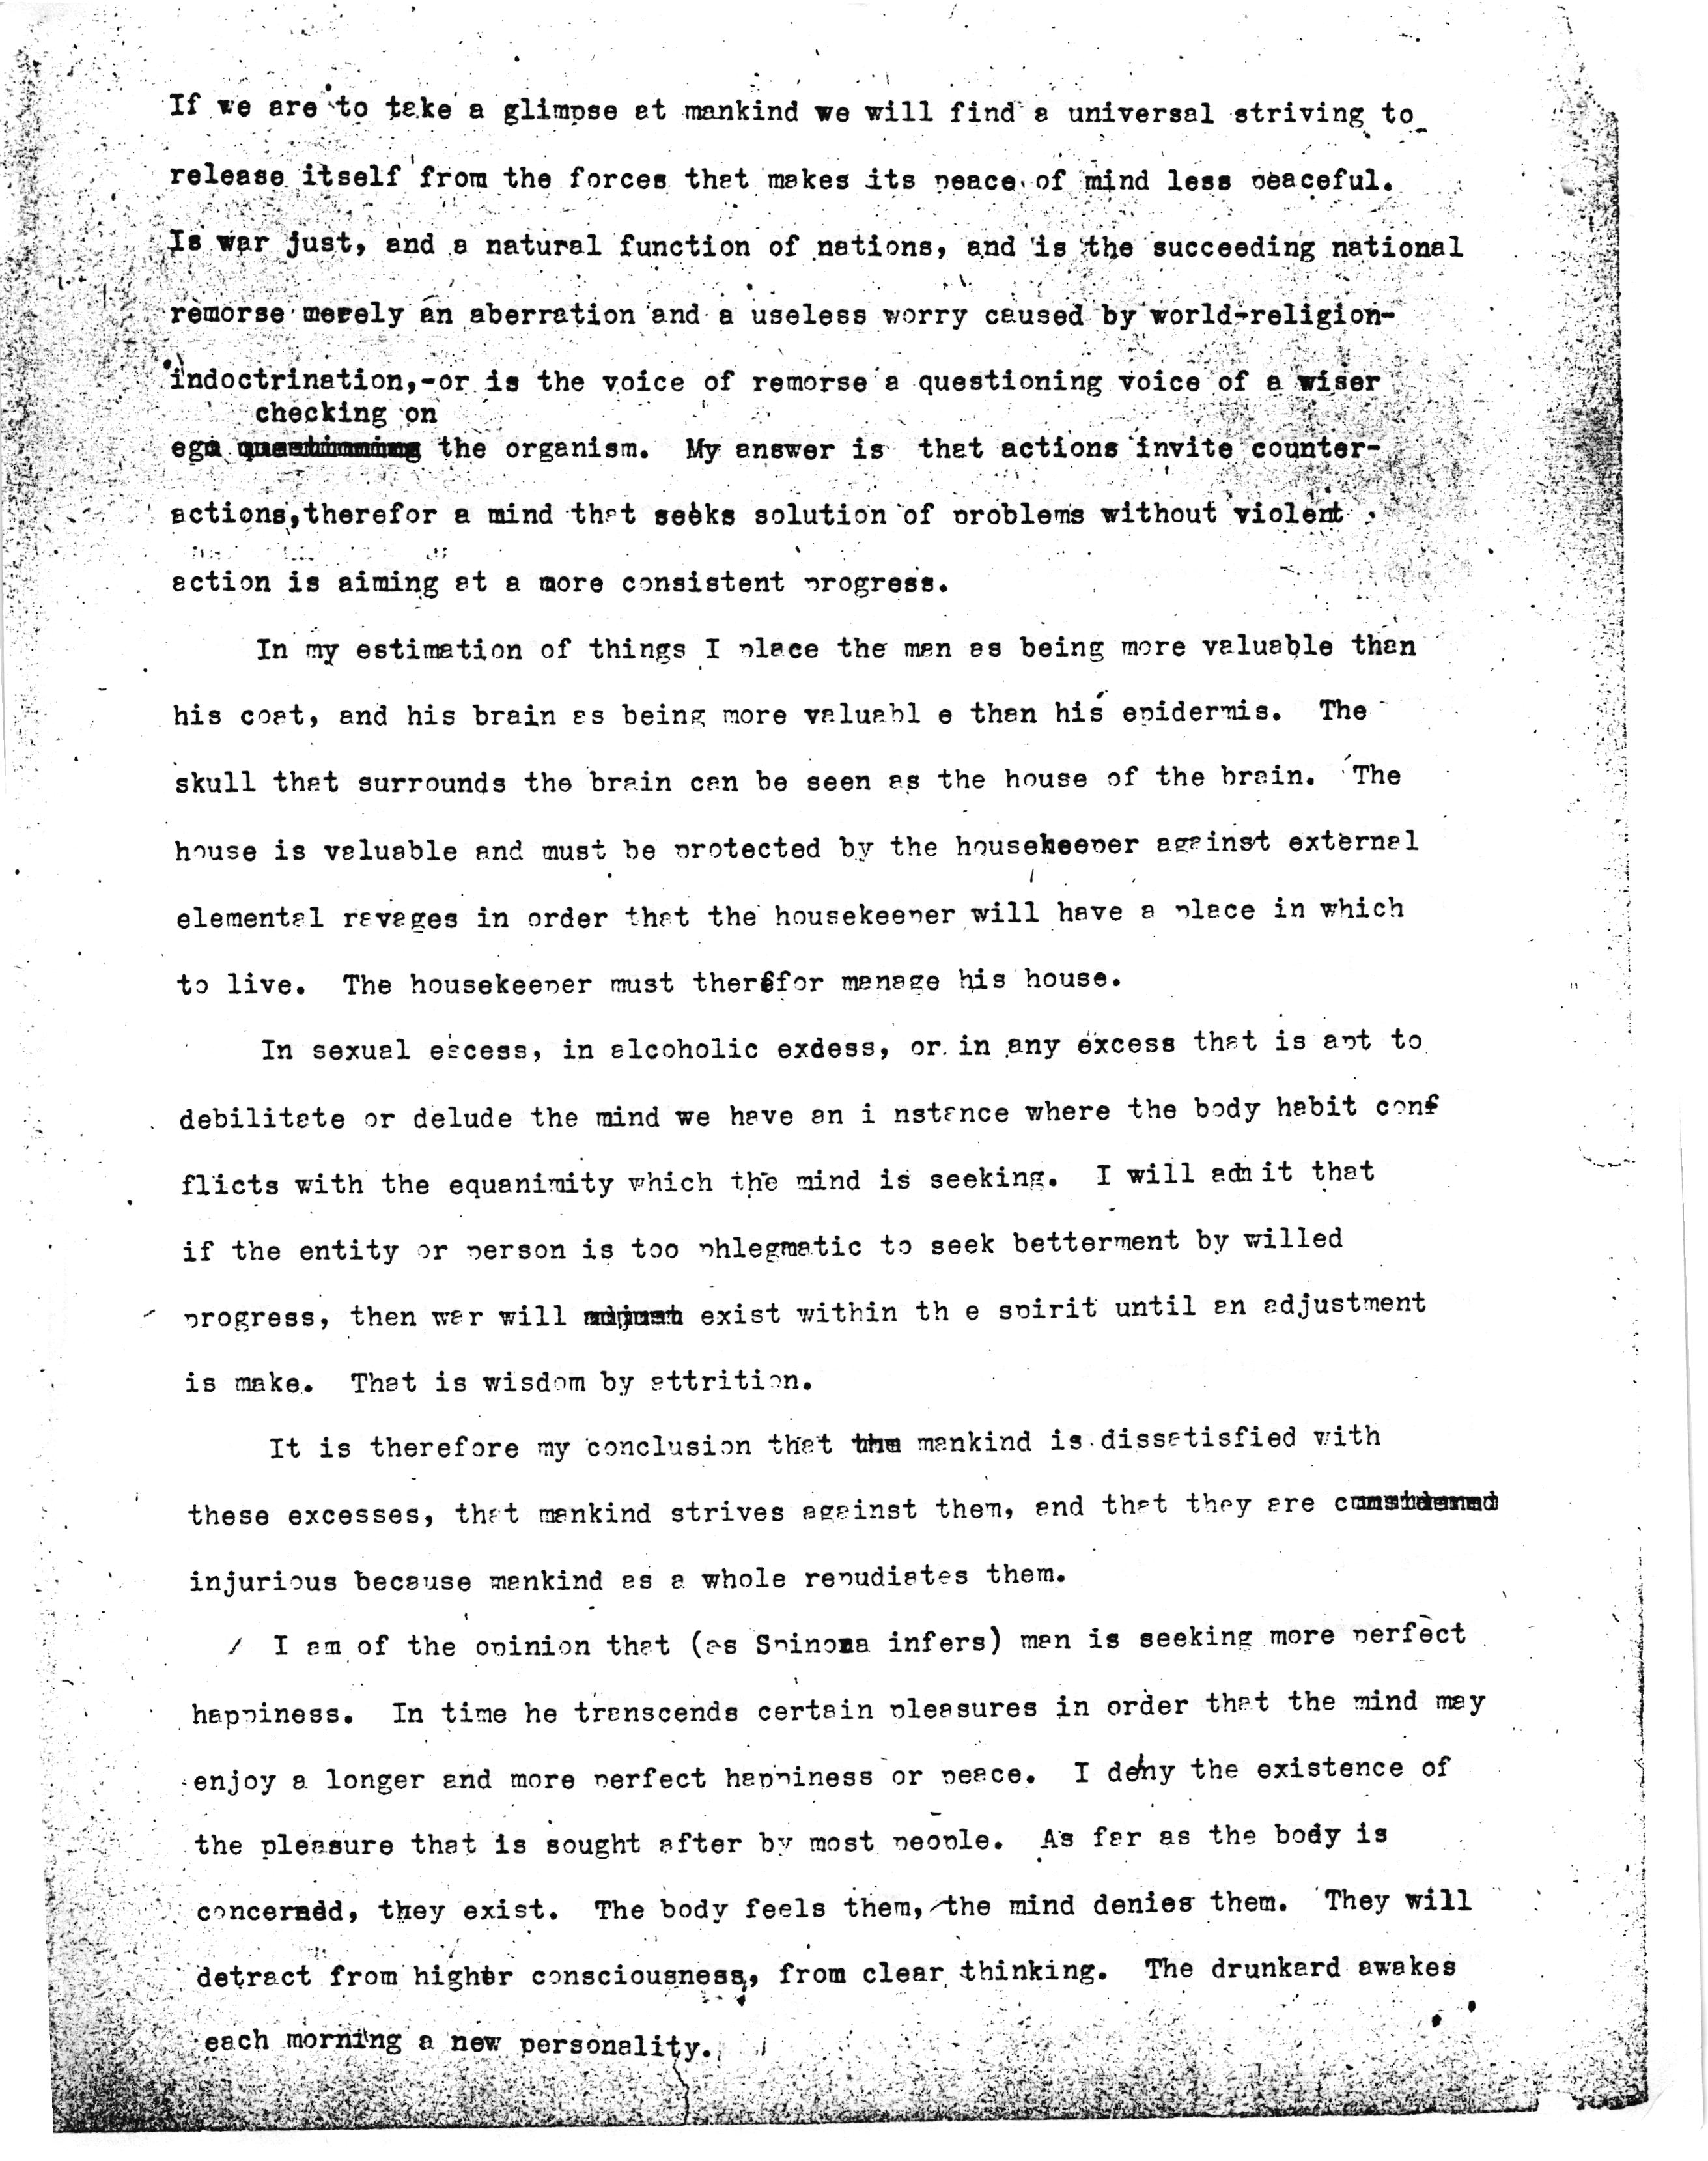 If we are to take a glimpse at mankind we will find a universal striving to
release itself from the forces that makes its peace of mind less peaceful.
Is war just, and a natural function of nations, and is the succeeding national
remorse merely an aberration and a useless worry caused by world-religion-
indoctrination,-or is the voice of remorse a questioning voice of a wiser
checking on
ego questioning the organism. My answer is that actions invite counter-
actions,therefor a mind that seeks solution of problems without violent
action is aiming at a more consistent progress.
In my estimation of things I place the man as being more valuable than
his coat, and his brain as being more valuabl e than his epidermis. The
skull that surrounds the brain can be seen as the house of the brain. The
house is valuable and must be protected by the housekeeper against external
elemental ravages in order that the housekeeper will have a place in which
to live. The housekeeper must therefor manage his house.
In sexual escess, in alcoholic exdess, or in any excess that is apt to
debilitate or delude the mind we have an i nstance where the body habit conf
flicts with the equanimity which the mind is seeking. I will admit that
if the entity or person is too phlegmatic to seek betterment by willed
progress, then war will adjust exist within th e spirit until an adjustment
is make. That is wisdom by attrition.
It is therefore my conclusion that the mankind is dissatisfied with
these excesses, that mankind strives against them, and that they are considered
injurious because mankind as a whole repudiates them.
/ I am of the opinion that (as Spinoza infers) man is seeking more perfect
happiness. In time he transcends certain pleasures in order that the mind may
enjoy a longer and more perfect happiness or peace. I deny the existence of
the pleasure that is sought after by most people. As far as the body is
concernedd, they exist. The body feels them, the mind denies them. They will
detract from higher consciousness, from clear thinking. The drunkard awakes
each morning a new personality.